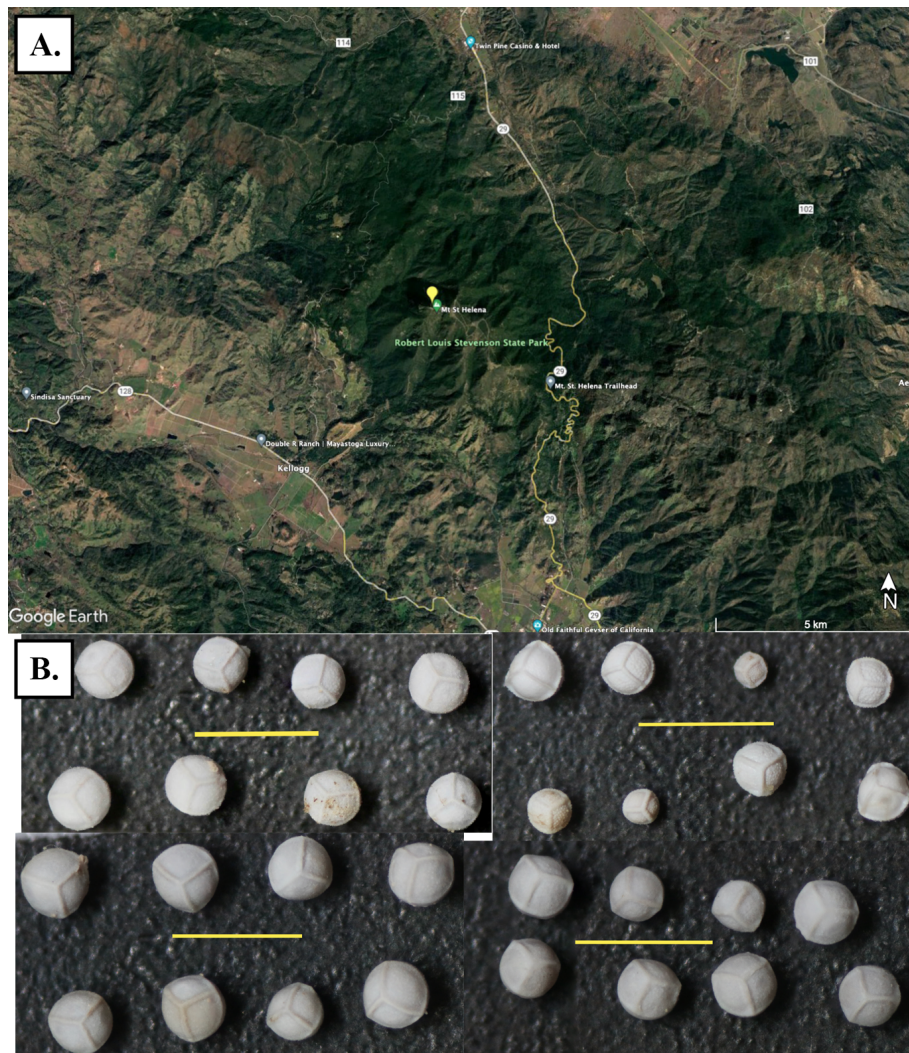 A.
114
Twin Pine Casino & Hotel
101
115
29
102
Mt St Helena
Robert Louis Stevenson State Park
29
Mt. St. Helena Trailhead
Ae
Sindisa Sanctuary
128
Double R Ranch | Mayastoga Luxury...
Kellogg
29
N
Google Earth
29
5 km
Old Faithful Geyser of California
B.